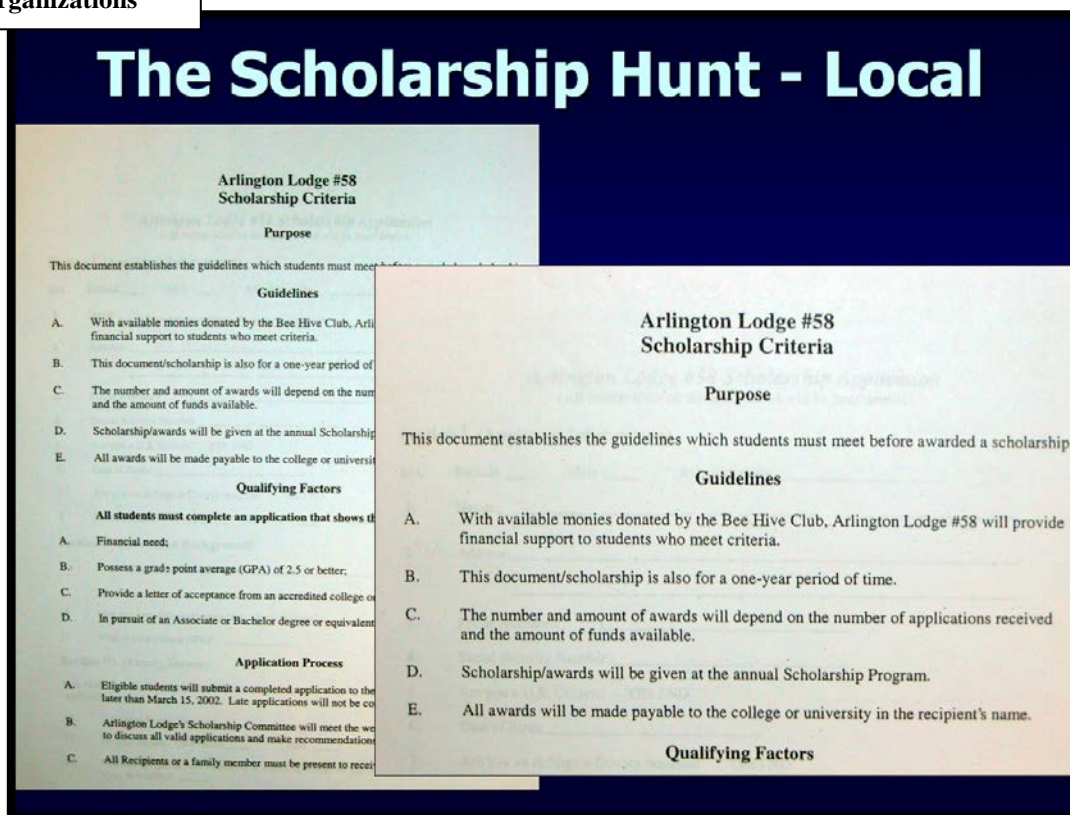 rganizations
The Scholarship Hunt - Local
Arlington Lodge #58
Scholarship Criteria
Purpose
This document establishes the guidelines which students must meet
Guidelines
A. With available monies donated by the Bee Hive Club, Arli
financial support to students who meet criteria.
B. This document/scholarship is also for a one-year period of
C. The number and amount of awards will depend on the num
and the amount of funds available.
D. Scholarship/awards will be given at the annual Scholarship
E. All awards will be made payable to the college or universit
Qualifying Factors
All students must complete an application that shows th
A. Financial need;
B. Possess a grade point average (GPA) of 2.5 or better;
C. Provide a letter of acceptance from an accredited college o
D. In pursuit of an Associate or Bachelor degree or equivalent
Application Process
A. Eligible students will submit a completed application to the
later than March 15, 2002. Late applications will not be co
B. Arlington Lodge's Scholarship Committee will meet the we
to discuss all valid applications and make recommendation
C. All Recipients or a family member must be present to recei
Arlington Lodge #58
Scholarship Criteria
Purpose
This document establishes the guidelines which students must meet before awarded a scholarship
Guidelines
A. With available monies donated by the Bee Hive Club, Arlington Lodge #58 will provide
financial support to students who meet criteria.
B. This document/scholarship is also for a one-year period of time.
C. The number and amount of awards will depend on the number of applications received
and the amount of funds available.
D. Scholarship/awards will be given at the annual Scholarship Program.
E. All awards will be made payable to the college or university in the recipient's name.
Qualifying Factors